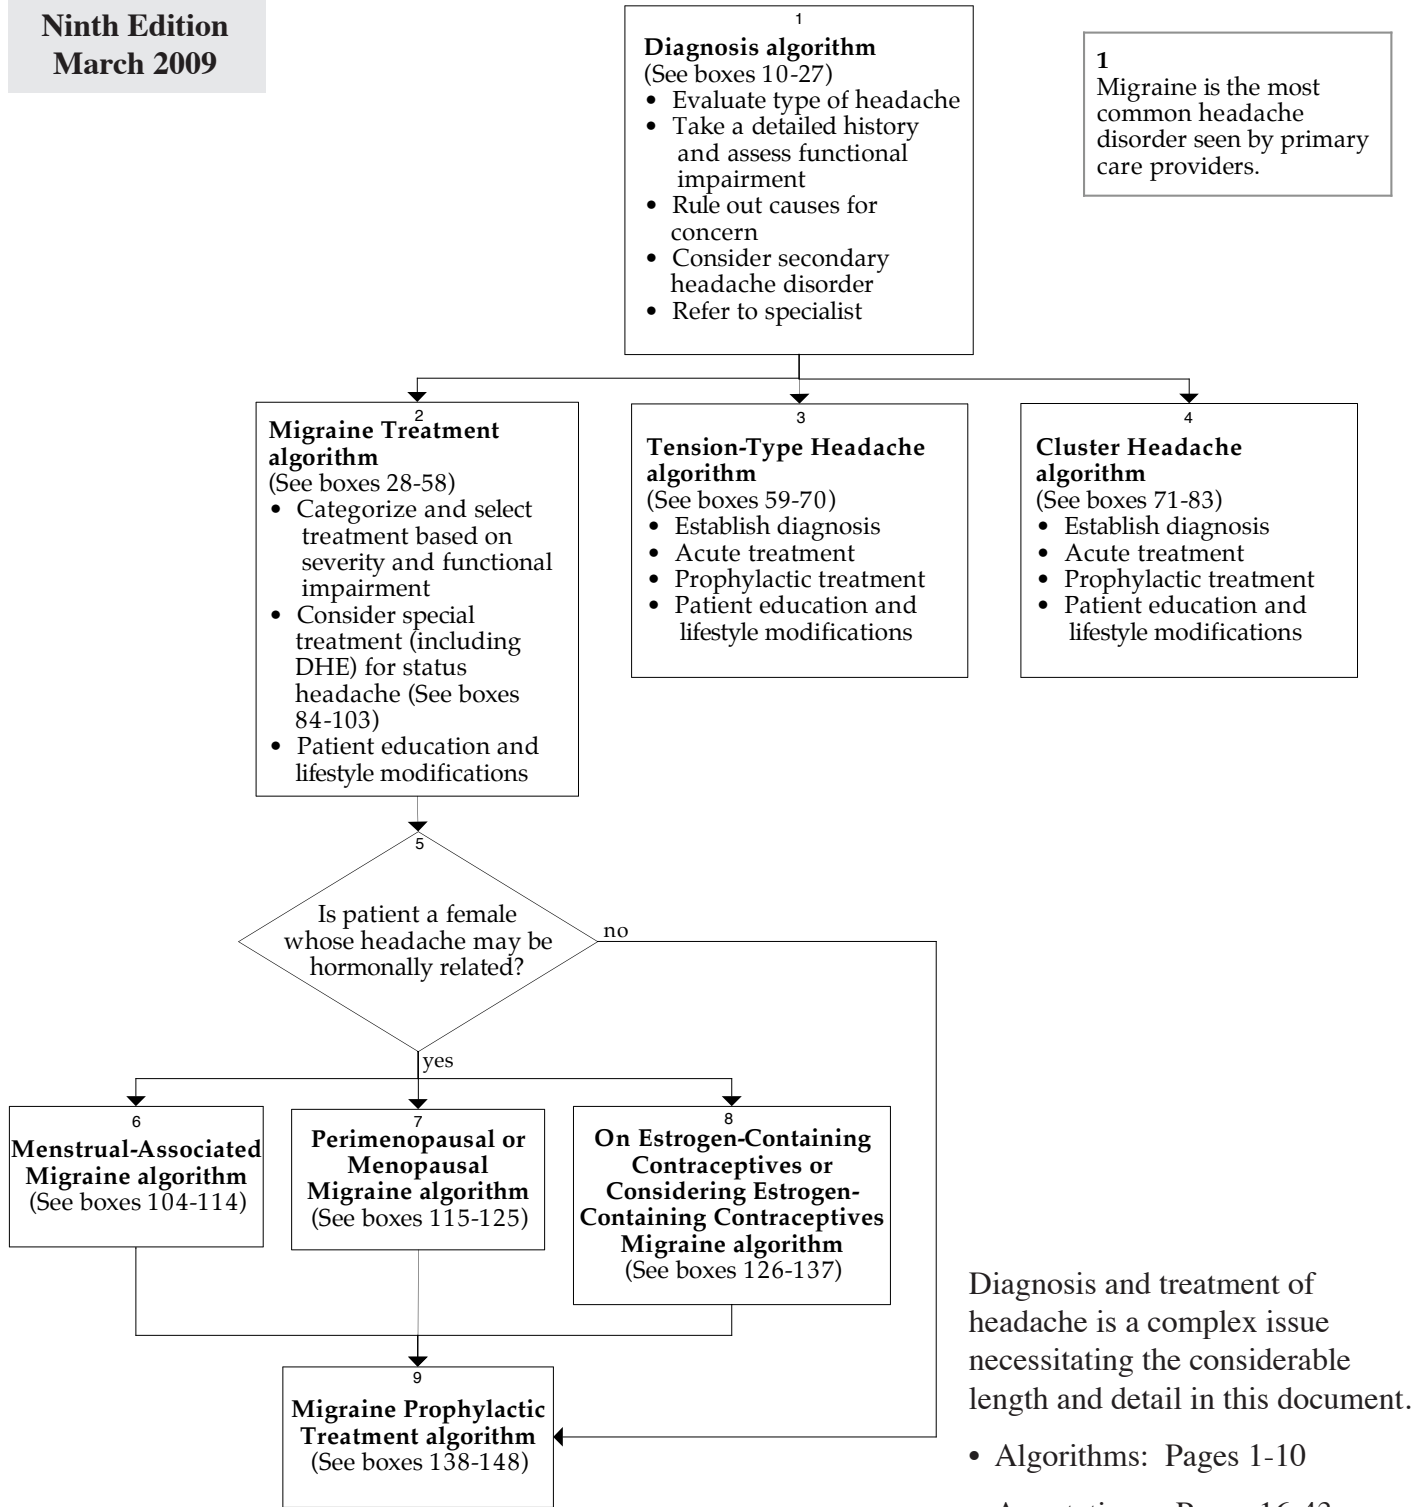 Ninth Edition
March 2009
1
Diagnosis algorithm
(See boxes 10-27)
• Evaluate type of headache
• Take a detailed history
and assess functional
impairment
• Rule out causes for
concern
• Consider secondary
headache disorder
• Refer to specialist
1
Migraine is the most
common headache
disorder seen by primary
care providers.
2
Migraine Treatment
algorithm
(See boxes 28-58)
• Categorize and select
treatment based on
severity and functional
impairment
• Consider special
treatment (including
DHE) for status
headache (See boxes
84-103)
• Patient education and
lifestyle modifications
3
Tension-Type Headache
algorithm
(See boxes 59-70)
• Establish diagnosis
• Acute treatment
• Prophylactic treatment
• Patient education and
lifestyle modifications
4
Cluster Headache
algorithm
(See boxes 71-83)
• Establish diagnosis
• Acute treatment
• Prophylactic treatment
• Patient education and
lifestyle modifications
5
Is patient a female
whose headache may be
hormonally related?
no
yes
6
Menstrual-Associated
Migraine algorithm
(See boxes 104-114)
7
Perimenopausal or
Menopausal
Migraine algorithm
(See boxes 115-125)
8
On Estrogen-Containing
Contraceptives or
Considering Estrogen-
Containing Contraceptives
Migraine algorithm
(See boxes 126-137)
9
Migraine Prophylactic
Treatment algorithm
(See boxes 138-148)
Diagnosis and treatment of
headache is a complex issue
necessitating the considerable
length and detail in this document.
• Algorithms: Pages 1-10